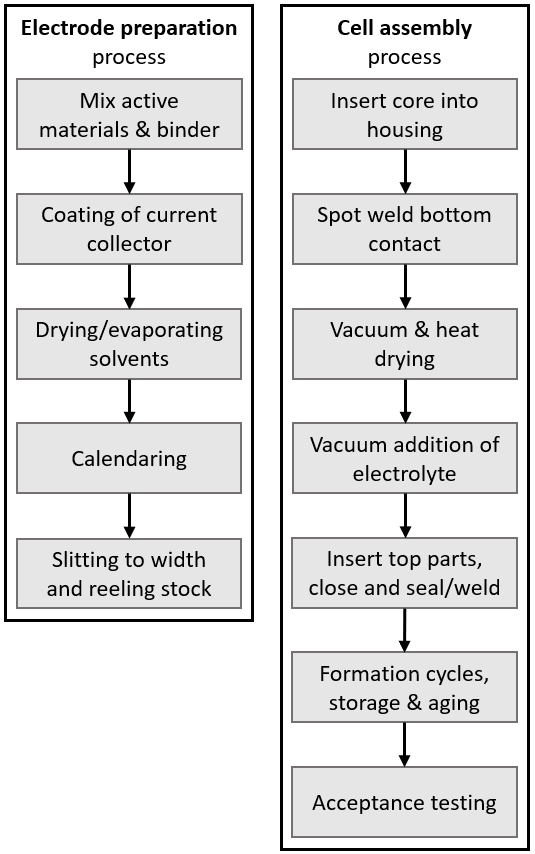 Electrode preparation
process
Mix active
materials & binder
Coating of current
collector
Drying/evaporating
solvents
Calendaring
Slitting to width
and reeling stock
Cell assembly
process
Insert core into
housing
Spot weld bottom
contact
Vacuum & heat
drying
Vacuum addition of
electrolyte
Insert top parts,
close and seal/weld
Formation cycles,
storage & aging
Acceptance testing